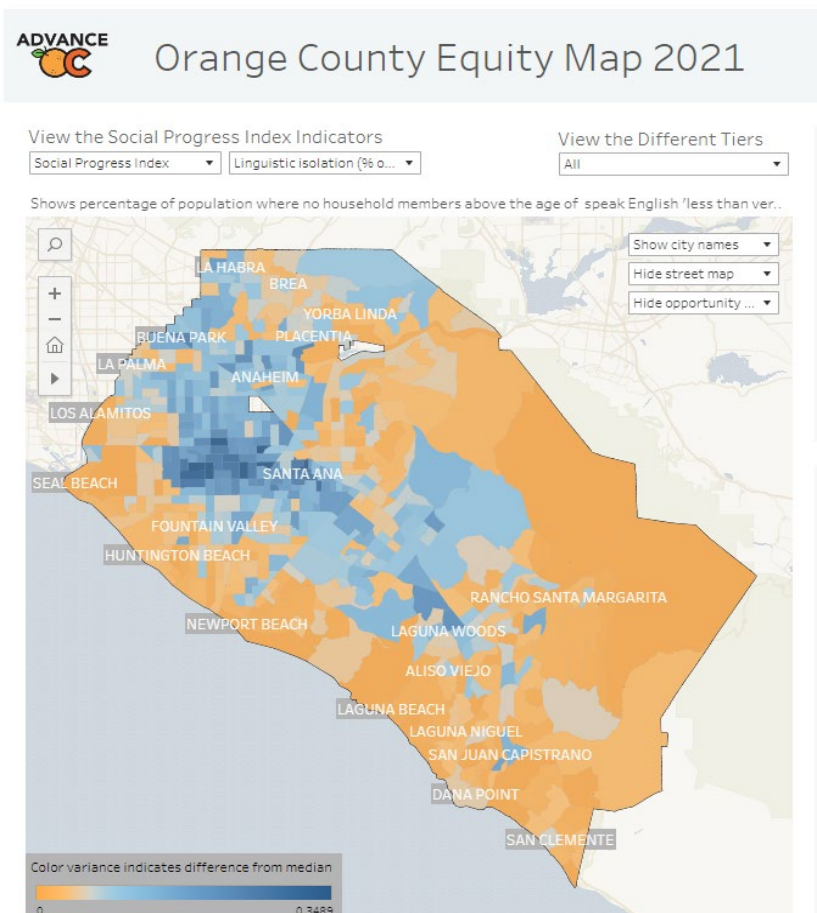 ADVANCE
OC
Orange County Equity Map 2021
View the Social Progress Index Indicators
View the Different Tiers
Social Progress Index
Linguistic isolation (% o...
All
Shows percentage of population where no household members above the age of speak English 'less than ver..
Show city names
Hide street map
Hide opportunity ...
LA HABRA
BREA
YORBA LINDA
BUENA PARK
PLACENTIA
LA PALMA
ANAHEIM
LOS ALAMITOS
SANTA ANA
SEAL BEACH
FOUNTAIN VALLEY
HUNTINGTON BEACH
RANCHO SANTA MARGARITA
NEWPORT BEACH
LAGUNA WOODS
ALISO VIEJO
LAGUNA BEACH
LAGUNA NIGUEL
SAN JUAN CAPISTRANO
DANA POINT
SAN CLEMENTE
Color variance indicates difference from median
0
0.3489